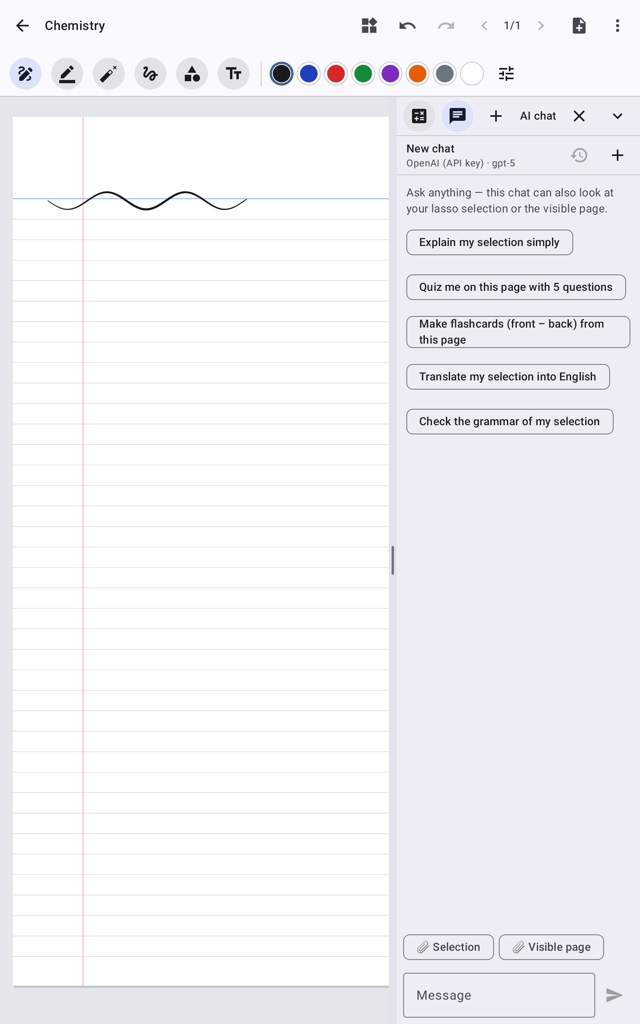 Chemistry
1/1
Tт
AI chat
New chat
OpenAI (API key) · gpt-5
Ask anything — this chat can also look at
your lasso selection or the visible page.
Explain my selection simply
Quiz me on this page with 5 questions
Make flashcards (front – back) from
this page
Translate my selection into English
Check the grammar of my selection
Selection
Visible page
Message